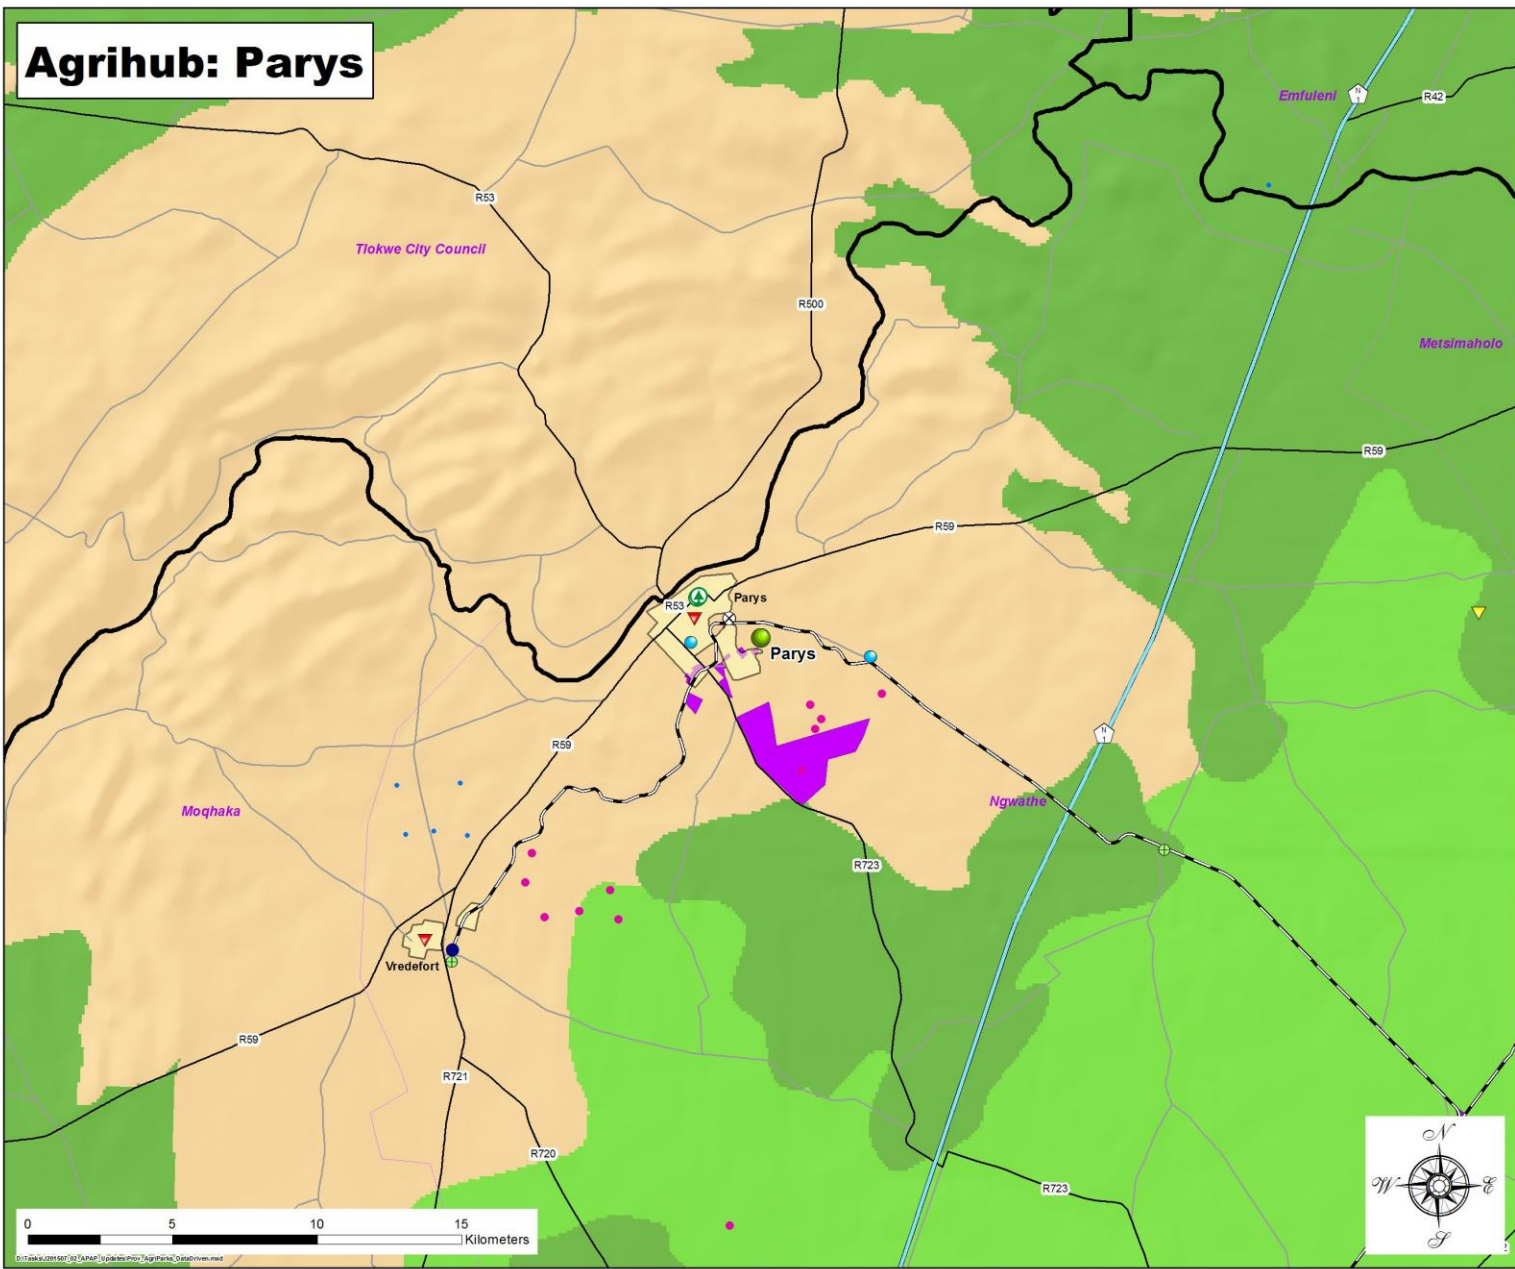 Agrihub: Parys
Emfuleni
N
1
R42
R53
Tlokwe City Council
R500
Metsimaholo
R59
R59
Parys
R53
Parys
N
1
R59
Ngwathe
Moqhaka
R723
Vredefort
R59
R721
R720
R723
N
W
E
S
0 5 10 15
Kilometers